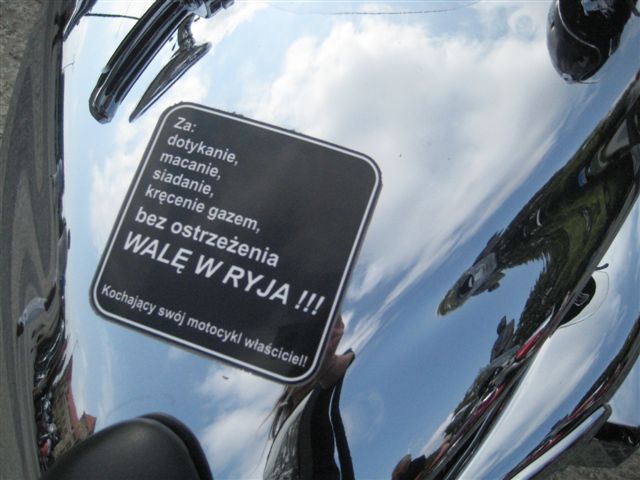 Za:
dotykanie,
macanie,
siadanie,
kręcenie gazem,
bez ostrzeżenia
WALĘ W RYJA !!!
Kochający swój motocykl właściciel!